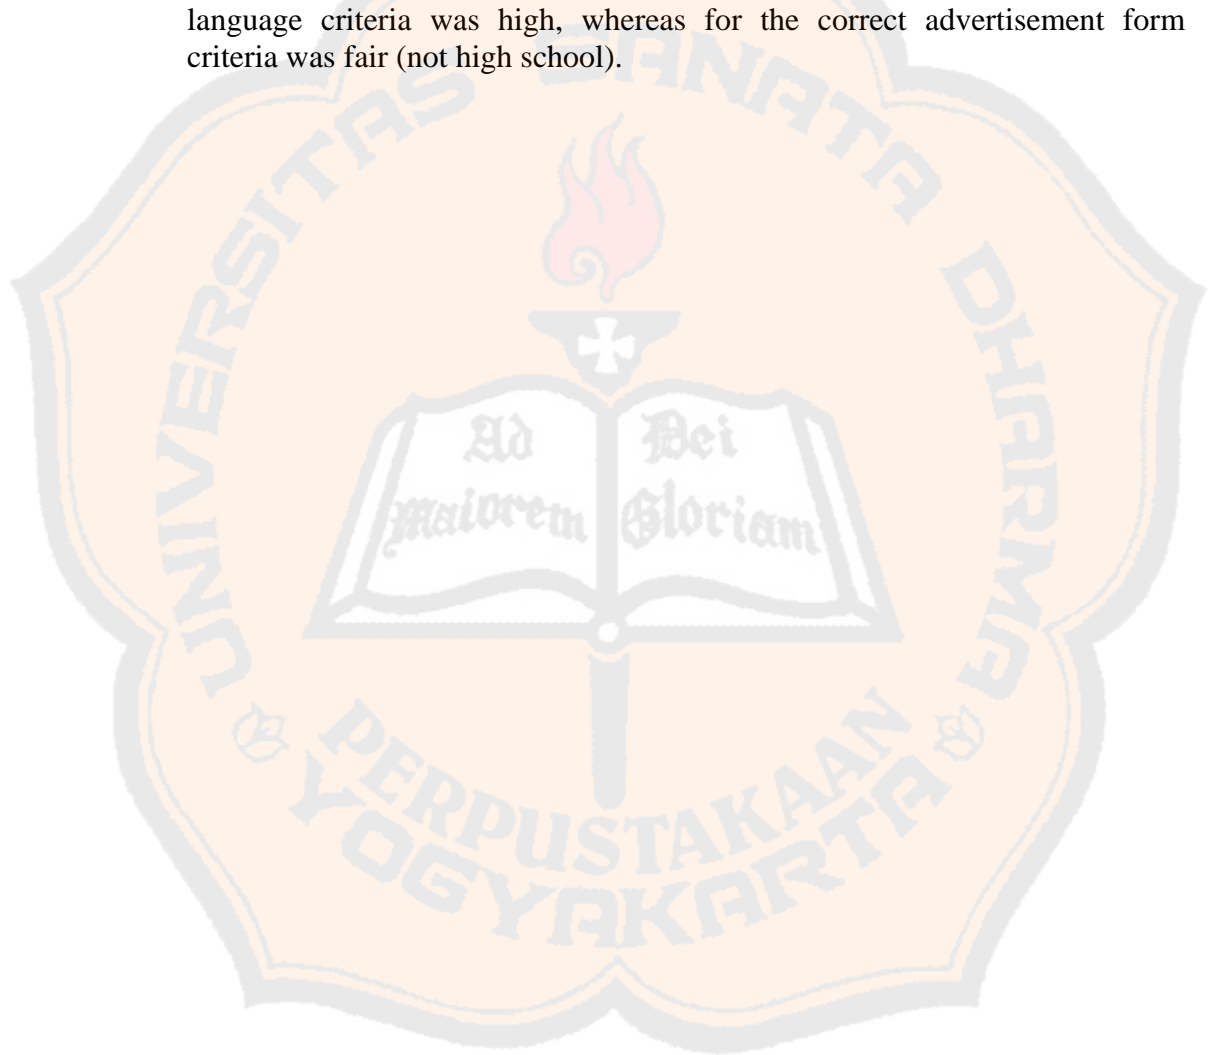 language criteria was high, whereas for the correct advertisement form
criteria was fair (not high school).
UNIVERSITAS SANATA DHARMA
Ad
Maiorem
Dei
Gloriam
PERPUSTAKAAN
YOGYAKARTA